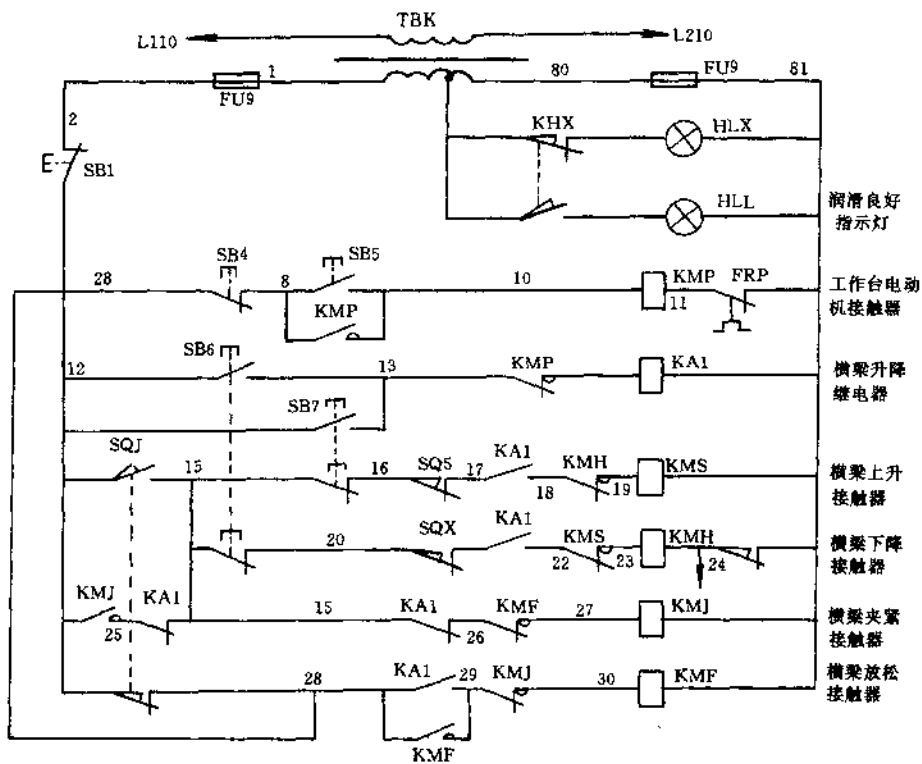 TBK
L110
L210
FU9
1
80
FU9
81
2
SB1
KHX
HLX
HLL
润滑良好
指示灯
28
SB4
8
SB5
KMP
10
KMP
11
FRP
工作台电动
机接触器
12
SB6
13
KMP
KA1
横梁升降
继电器
SB7
SQJ
15
16
SQ5
17
KA1
18
KMH
19
KMS
横梁上升
接触器
20
SQX
KA1
22
KMS
23
KMH
24
横梁下降
接触器
KMJ
25
KA1
15
KA1
26
KMF
27
KMJ
横梁夹紧
接触器
28
KA1
29
KMJ
30
KMF
横梁放松
接触器
KMF